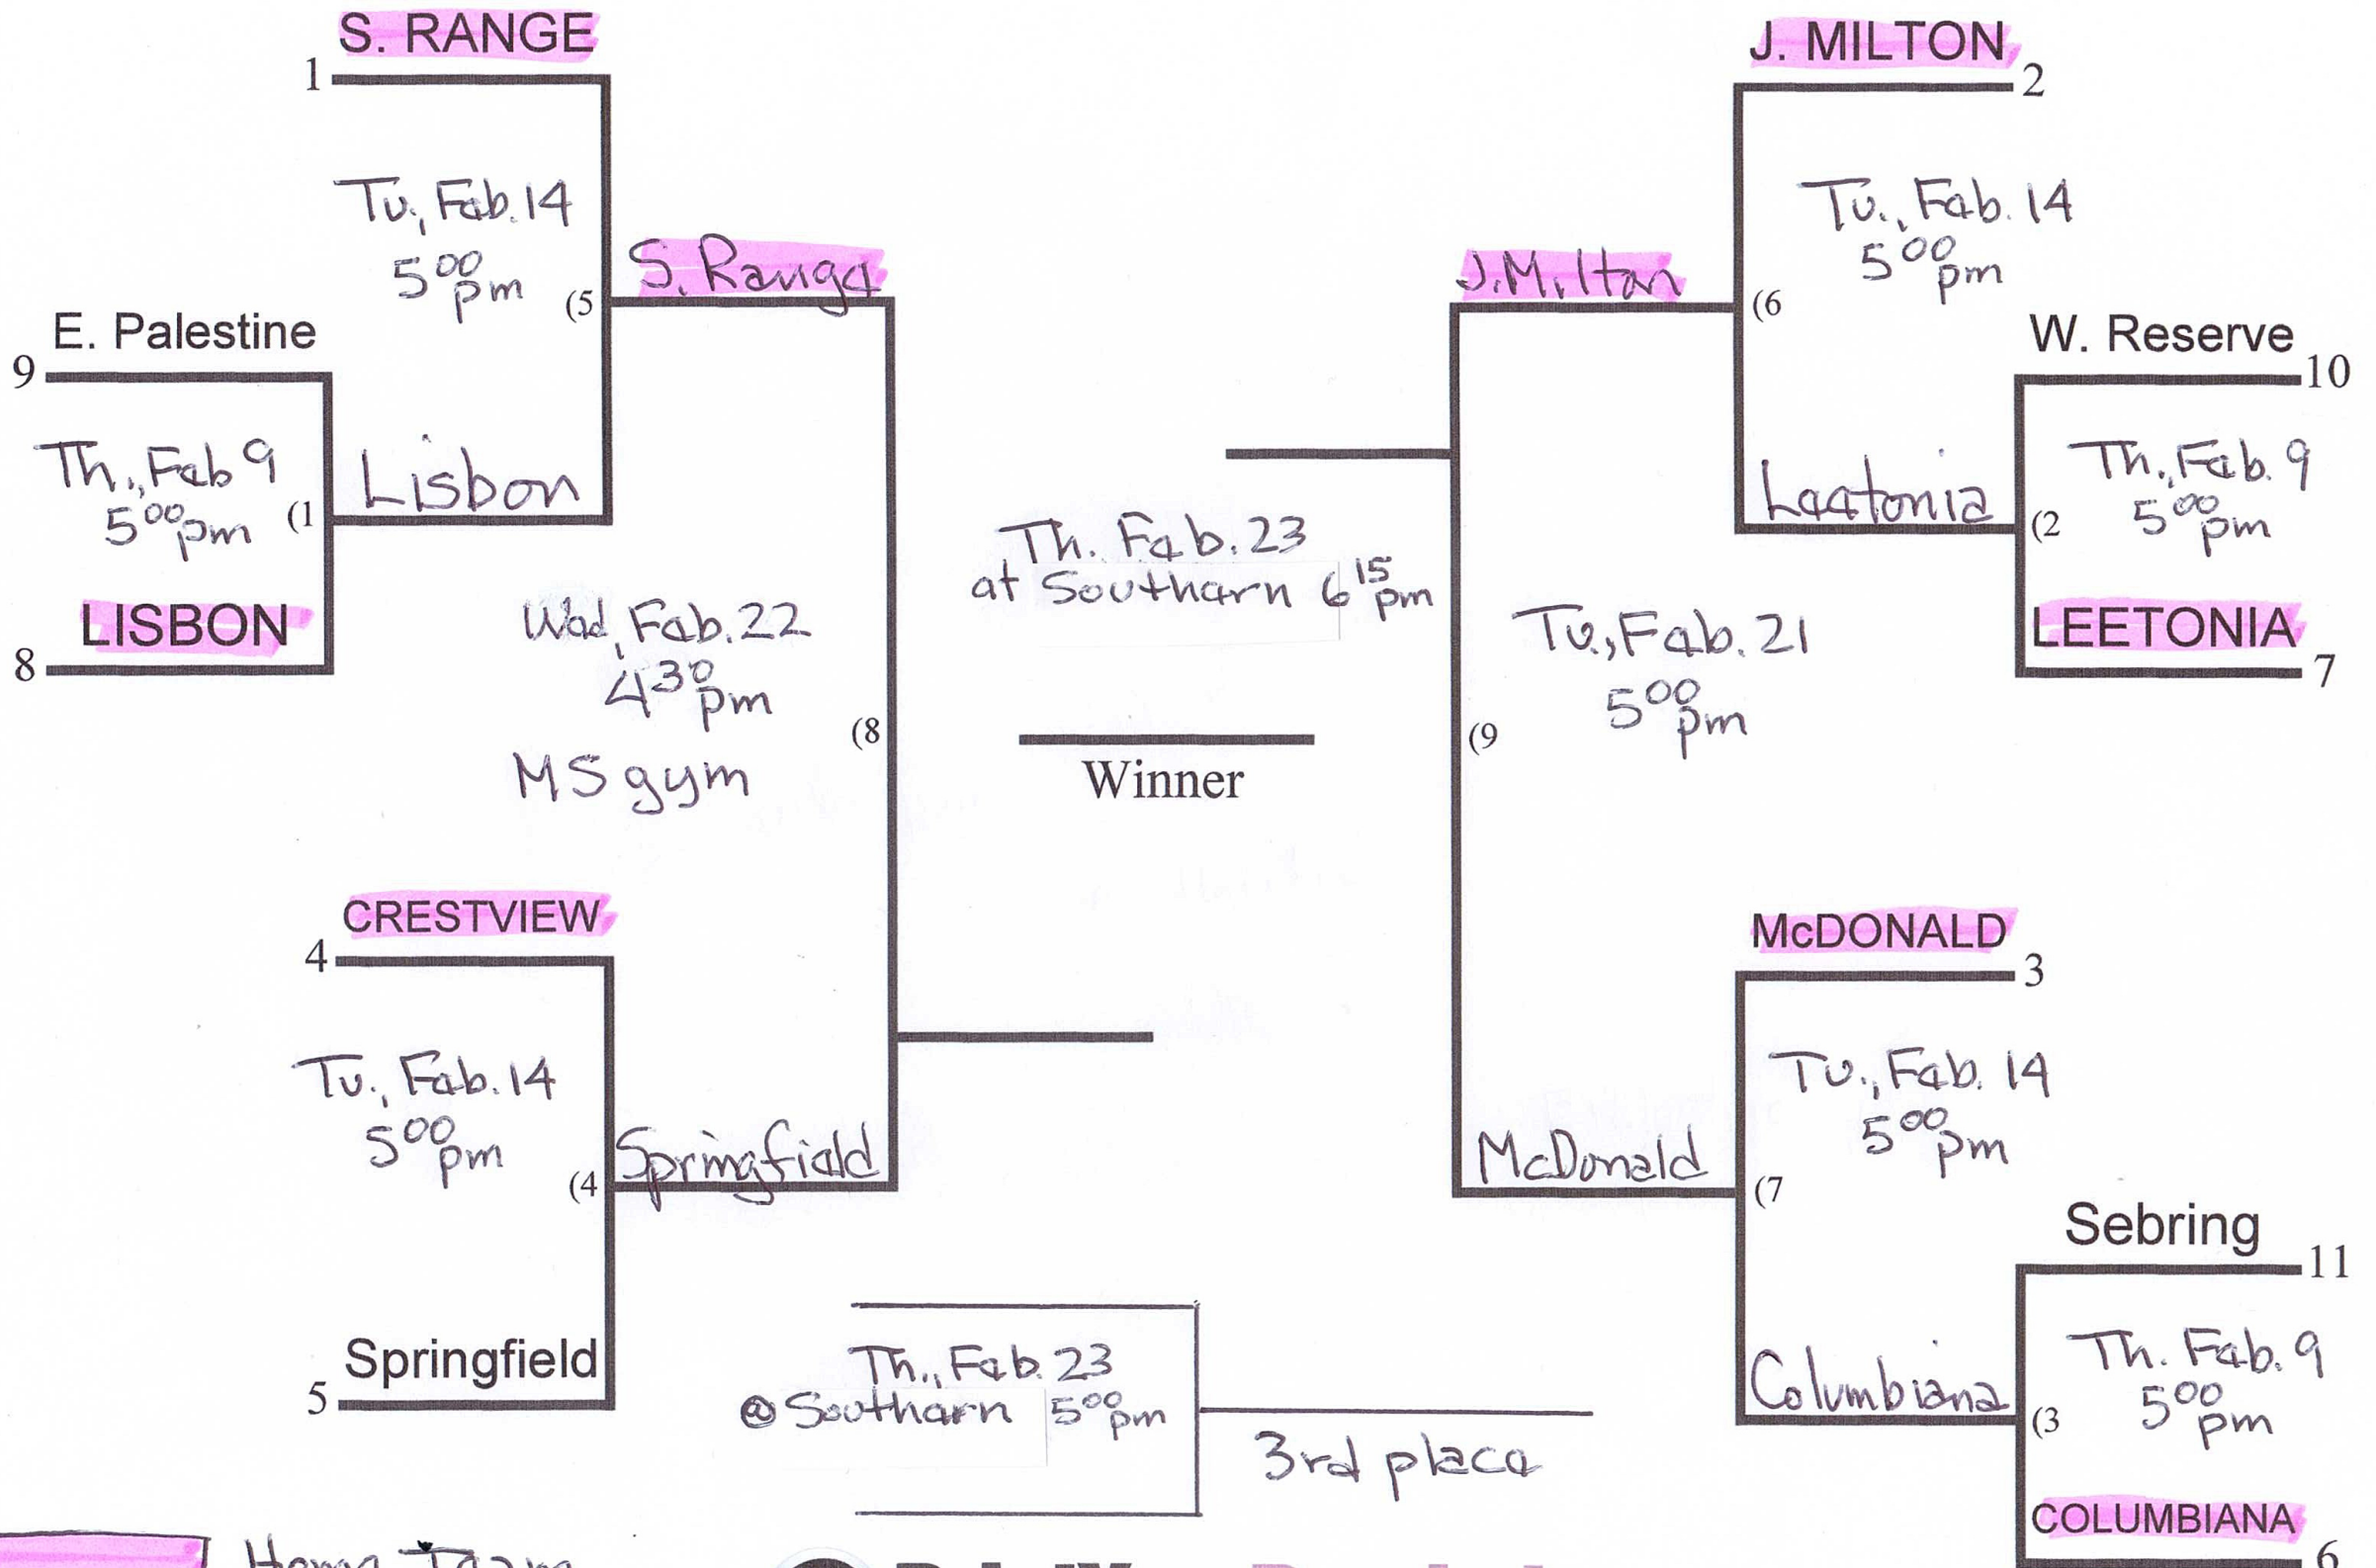 S. RANGE
1
Tu., Feb. 14
5 00 pm
(5
S. Range
E. Palestine
9
Th., Feb 9
5 00 pm
(1
Lisbon
LISBON
8
Wed, Feb. 22
4 30 pm
MS gym
(8
CRESTVIEW
4
Tu., Feb. 14
5 00 pm
(4
Springfield
Springfield
5
Th. Feb. 23
at Southern 6 15 pm
Winner
Th., Feb. 23
@ Southern 5 00 pm
3rd place
J. MILTON
2
Tu., Feb. 14
5 00 pm
J. Milton
(6
W. Reserve
10
Th., Feb. 9
5 00 pm
Leetonia
(2
LEETONIA
7
Tu., Feb. 21
5 00 pm
(9
McDONALD
3
Tu., Feb. 14
5 00 pm
McDonald
(7
Sebring
11
Th. Feb. 9
5 00 pm
Columbiana
(3
COLUMBIANA
6
Home Team